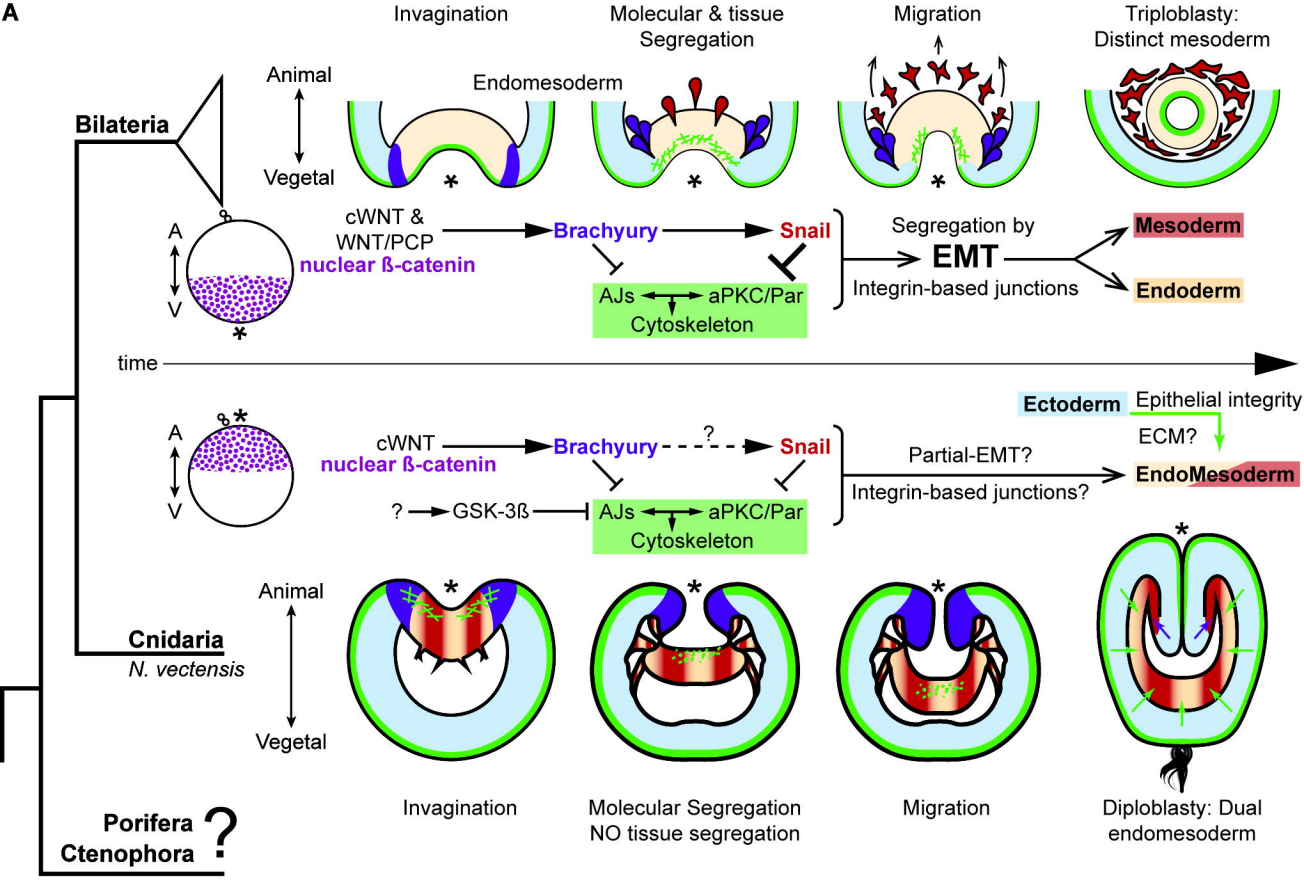 A
Invagination
Molecular & tissue
Segregation
Migration
Triploblasty:
Distinct mesoderm
Animal
Vegetal
Endomesoderm
*
*
*
Bilateria
A
V
*
cWNT &
WNT/PCP
nuclear ß-catenin
Brachyury
Snail
AJs
aPKC/Par
Cytoskeleton
Segregation by
EMT
Integrin-based junctions
Mesoderm
Endoderm
time
Ectoderm
Epithelial integrity
ECM?
A
V
*
cWNT
nuclear ß-catenin
Brachyury
?
Snail
? GSK-3ß
AJs
aPKC/Par
Cytoskeleton
Partial-EMT?
Integrin-based junctions?
EndoMesoderm
Animal
Vegetal
*
*
*
*
Cnidaria
N. vectensis
Invagination
Molecular Segregation
NO tissue segregation
Migration
Diploblasty: Dual
endomesoderm
Porifera
Ctenophora
?